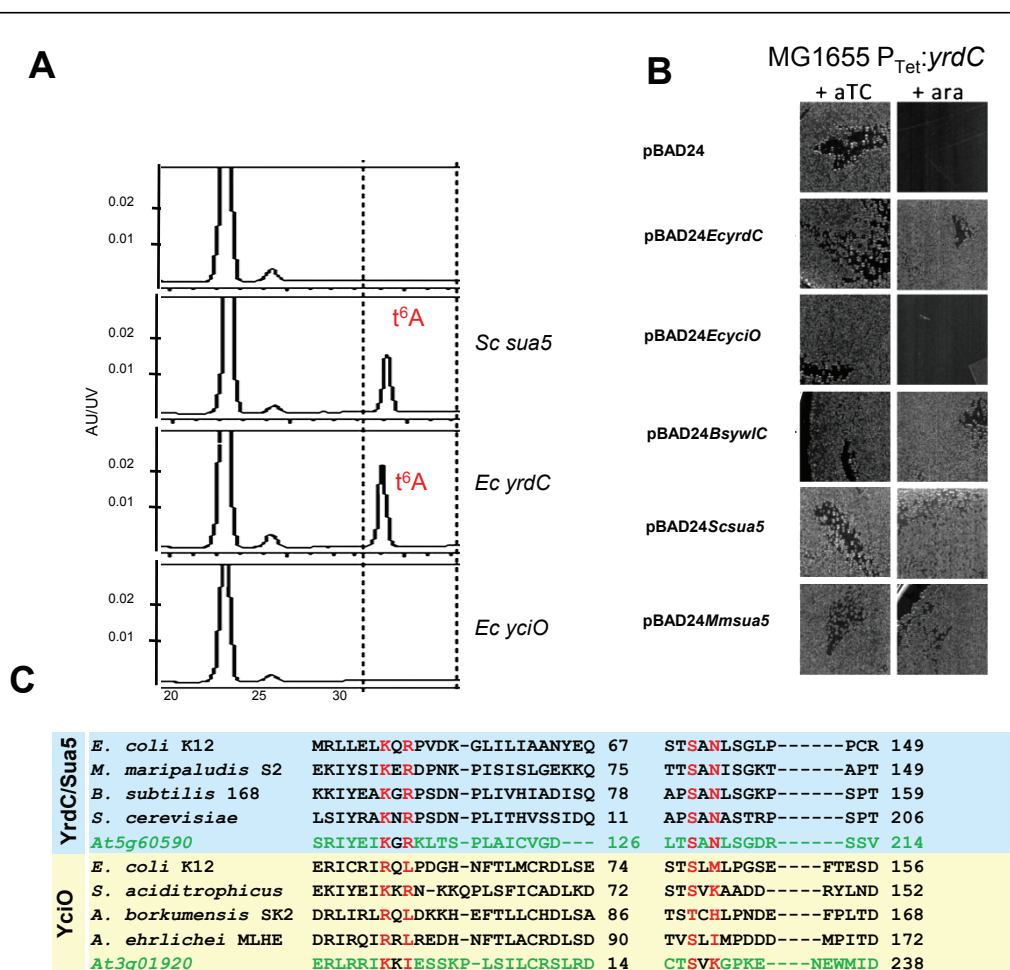 A
B
MG1655 PTet:yrdC
+ aTC + ara
pBAD24
pBAD24EcyrdC
pBAD24EcyciO
pBAD24BsywlC
pBAD24Scsua5
pBAD24Mmsua5
AU/UV
0.02
0.01
0.02
0.01
t6A
Sc sua5
0.02
0.01
t6A
Ec yrdC
0.02
0.01
Ec yciO
20 25 30
C
YrdC/Sua5
E. coli K12 MRLLELKQRPVDK-GLILIAANYEQ 67 STSANLSGLP------PCR 149
M. maripaludis S2 EKIYSIKERDPNK-PISISLGEKKQ 75 TTSANISGKT------APT 149
B. subtilis 168 KKIYEAKGRPSDN-PLIVHIADISQ 78 APSANLSGKP------SPT 159
S. cerevisiae LSIYRAKNRPSDN-PLITHVSSIDQ 11 APSANASTRP------SPT 206
At5g60590 SRIYEIKGRKLTS-PLAICVGD--- 126 LTSANLSGDR------SSV 214
YciO
E. coli K12 ERICRIRQLPDGH-NFTLMCRDLSE 74 STSLMLPGSE----FTESD 156
S. aciditrophicus EKIYEIKKRN-KKQPLSFICADLKD 72 STSVKAADD----RYLND 152
A. borkumensis SK2 DRLIRLRQLDKKH-EFTLLCHDLSA 86 TSTCHLPNDE----FPLTD 168
A. ehrlichei MLHE DRIRQIRRLREDH-NFTLACRDLSD 90 TVSLIMPDDD----MPITD 172
At3g01920 ERLRRIKKIESSKP-LSILCRSLRD 14 CTSVKGPKE----NEWMID 238